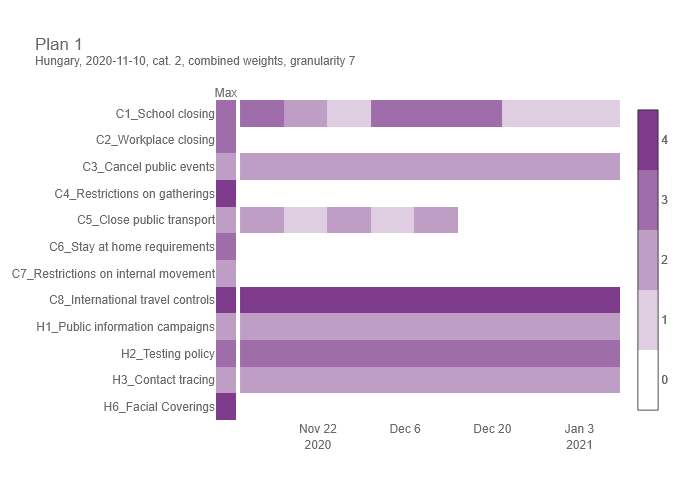 Plan 1
Hungary, 2020-11-10, cat. 2, combined weights, granularity 7
Max
C1_School closing
C2_Workplace closing
C3_Cancel public events
C4_Restrictions on gatherings
C5_Close public transport
C6_Stay at home requirements
C7_Restrictions on internal movement
C8_International travel controls
H1_Public information campaigns
H2_Testing policy
H3_Contact tracing
H6_Facial Coverings
4
3
2
1
0
Nov 22 Dec 6 Dec 20 Jan 3
2020 2021